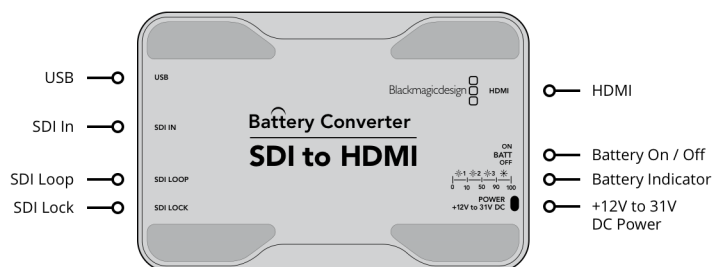 USB
SDI In
SDI Loop
SDI Lock
USB
SDI IN
SDI LOOP
SDI LOCK
Battery Converter
SDI to HDMI
Blackmagicdesign
HDMI
ON
BATT
OFF
1 2 3
0 10 50 90 100
POWER
+12V to 31V DC
HDMI
Battery On / Off
Battery Indicator
+12V to 31V
DC Power